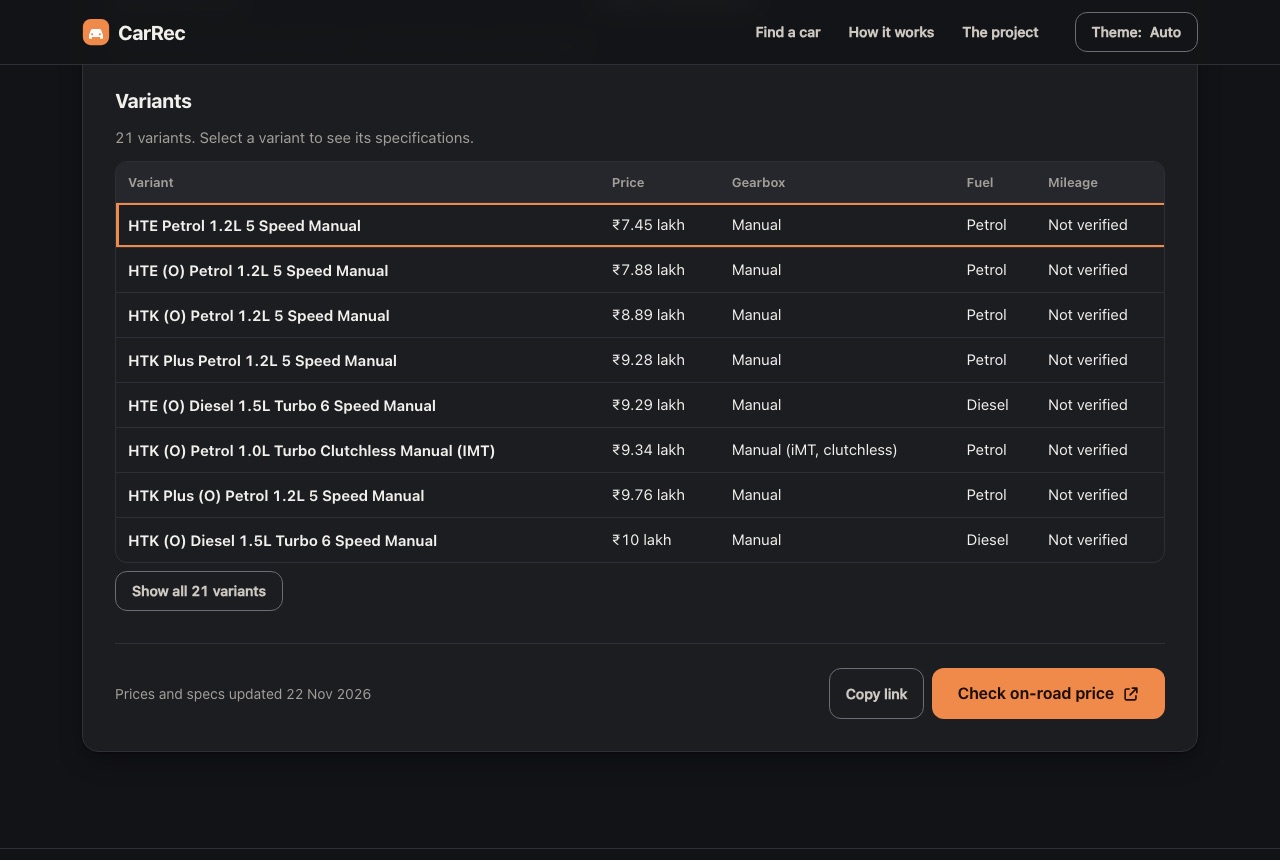 CarRec
Find a car
How it works
The project
Theme: Auto
Variants
21 variants. Select a variant to see its specifications.
Variant Price Gearbox Fuel Mileage
HTE Petrol 1.2L 5 Speed Manual ₹7.45 lakh Manual Petrol Not verified
HTE (O) Petrol 1.2L 5 Speed Manual ₹7.88 lakh Manual Petrol Not verified
HTK (O) Petrol 1.2L 5 Speed Manual ₹8.89 lakh Manual Petrol Not verified
HTK Plus Petrol 1.2L 5 Speed Manual ₹9.28 lakh Manual Petrol Not verified
HTE (O) Diesel 1.5L Turbo 6 Speed Manual ₹9.29 lakh Manual Diesel Not verified
HTK (O) Petrol 1.0L Turbo Clutchless Manual (IMT) ₹9.34 lakh Manual (iMT, clutchless) Petrol Not verified
HTK Plus (O) Petrol 1.2L 5 Speed Manual ₹9.76 lakh Manual Petrol Not verified
HTK (O) Diesel 1.5L Turbo 6 Speed Manual ₹10 lakh Manual Diesel Not verified
Show all 21 variants
Prices and specs updated 22 Nov 2026
Copy link
Check on-road price